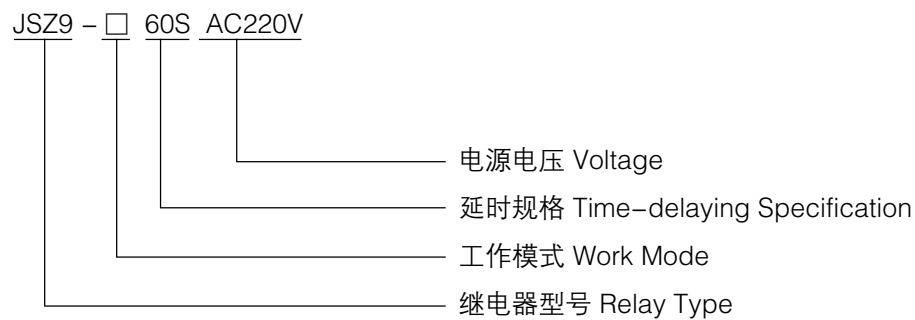 JSZ9 - □ 60S AC220V
电源电压 Voltage
延时规格 Time-delaying Specification
工作模式 Work Mode
继电器型号 Relay Type